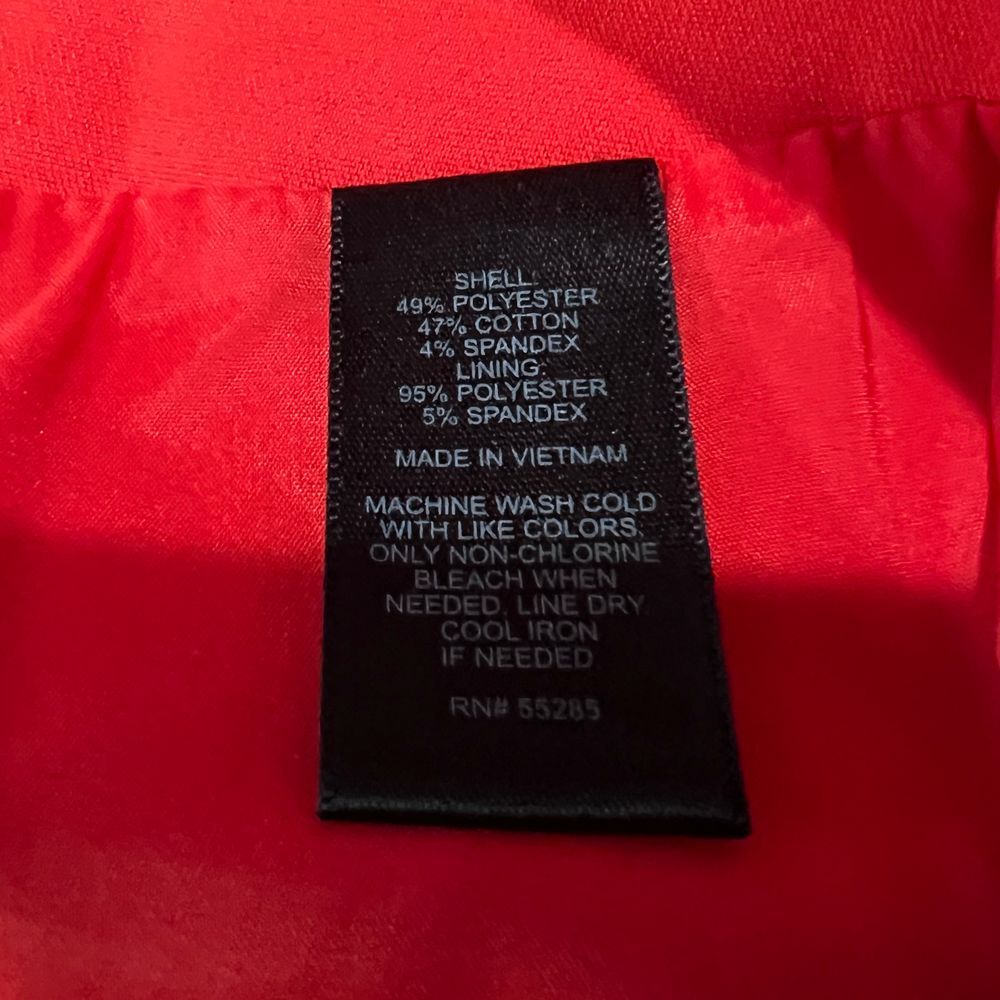 SHELL:
49% POLYESTER
47% COTTON
4% SPANDEX
LINING:
95% POLYESTER
5% SPANDEX
MADE IN VIETNAM
MACHINE WASH COLD
WITH LIKE COLORS.
ONLY NON-CHLORINE
BLEACH WHEN
NEEDED. LINE DRY
COOL IRON
IF NEEDED
RN# 55285